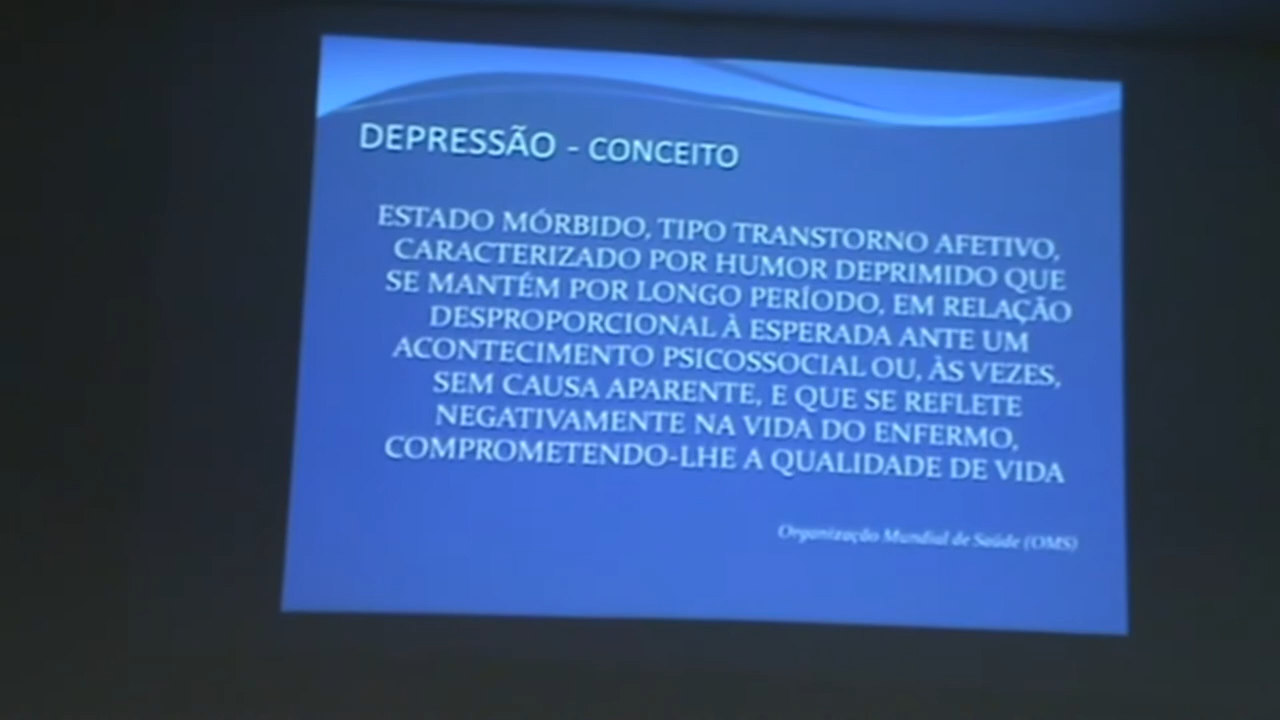 DEPRESSÃO - CONCEITO
ESTADO MÓRBIDO, TIPO TRANSTORNO AFETIVO,
CARACTERIZADO POR HUMOR DEPRIMIDO QUE
SE MANTÉM POR LONGO PERÍODO, EM RELAÇÃO
DESPROPORCIONAL À ESPERADA ANTE UM
ACONTECIMENTO PSICOSSOCIAL OU, ÀS VEZES,
SEM CAUSA APARENTE, E QUE SE REFLETE
NEGATIVAMENTE NA VIDA DO ENFERMO,
COMPROMETENDO-LHE A QUALIDADE DE VIDA
Organização Mundial de Saúde (OMS)